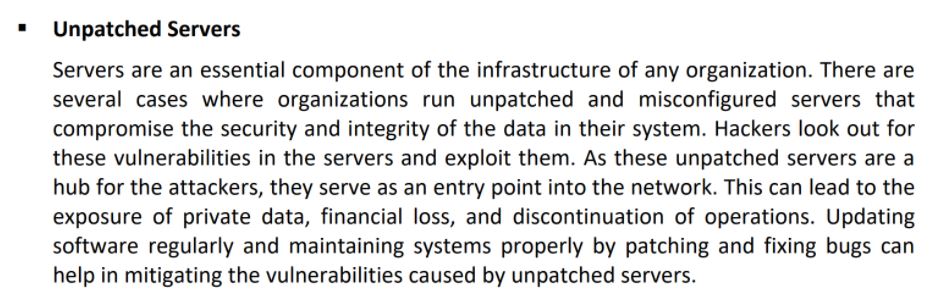 ▪ Unpatched Servers
Servers are an essential component of the infrastructure of any organization. There are
several cases where organizations run unpatched and misconfigured servers that
compromise the security and integrity of the data in their system. Hackers look out for
these vulnerabilities in the servers and exploit them. As these unpatched servers are a
hub for the attackers, they serve as an entry point into the network. This can lead to the
exposure of private data, financial loss, and discontinuation of operations. Updating
software regularly and maintaining systems properly by patching and fixing bugs can
help in mitigating the vulnerabilities caused by unpatched servers.